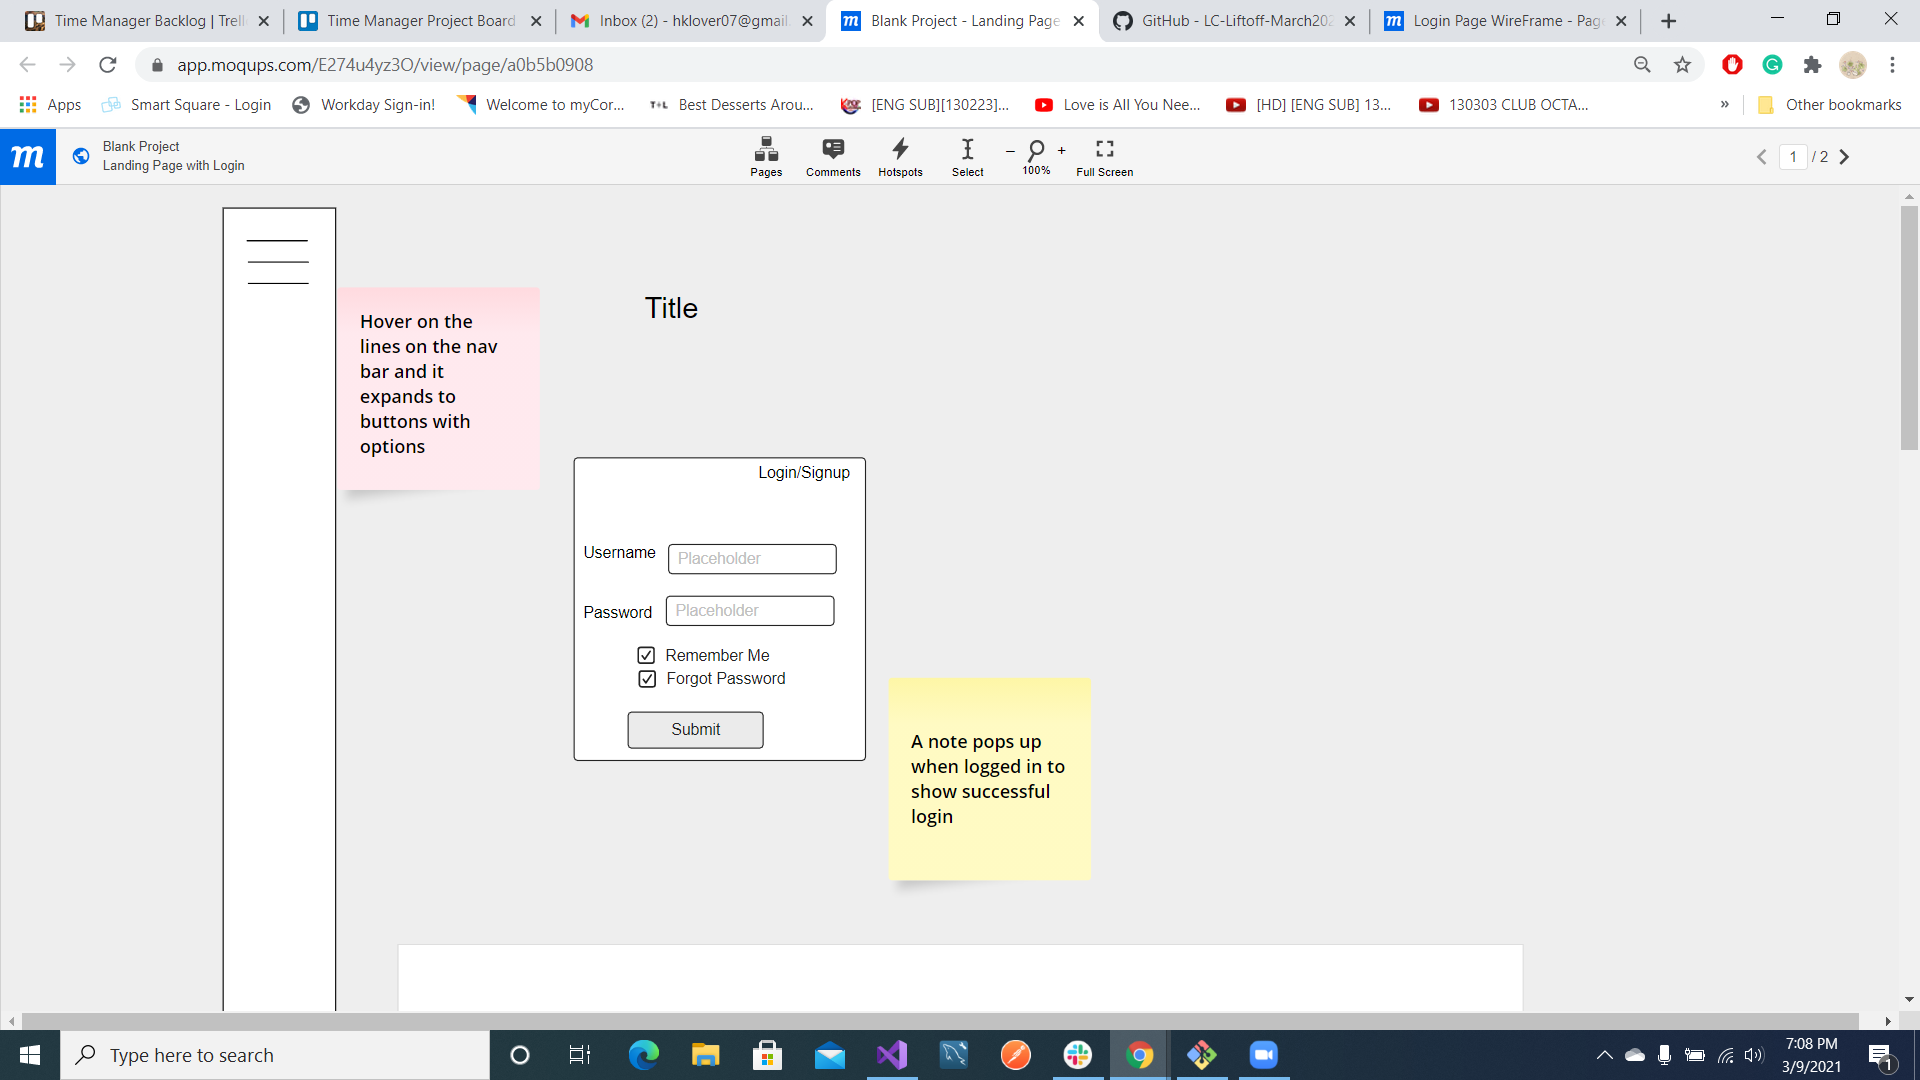 Time Manager Backlog | Trell
Time Manager Project Board
Inbox (2) - hklover07@gmail.
Blank Project - Landing Page
GitHub - LC-Liftoff-March202
Login Page WireFrame - Page
app.moqups.com/E274u4yz3O/view/page/a0b5b0908
Apps
Smart Square - Login
Workday Sign-in!
Welcome to myCor...
T+L
Best Desserts Arou...
[ENG SUB][130223]...
Love is All You Nee...
[HD] [ENG SUB] 13...
130303 CLUB OCTA...
»
Other bookmarks
m
Blank Project
Landing Page with Login
Pages
Comments
Hotspots
Select
– +
100%
Full Screen
1 / 2
Title
Hover on the
lines on the nav
bar and it
expands to
buttons with
options
Login/Signup
Username
Placeholder
Password
Placeholder
Remember Me
Forgot Password
Submit
A note pops up
when logged in to
show successful
login
Type here to search
7:08 PM
3/9/2021
1